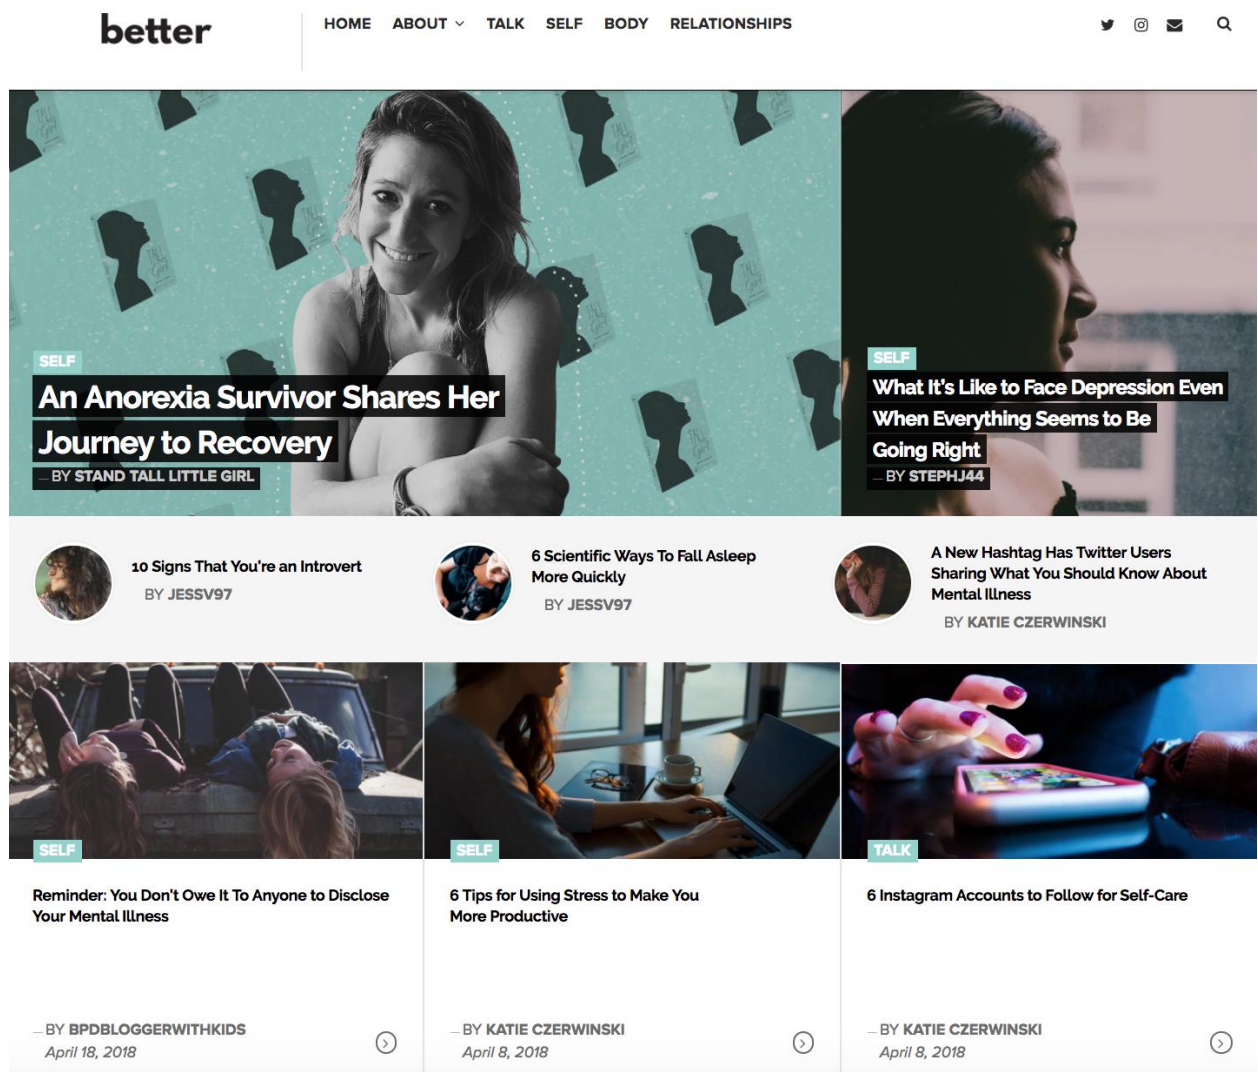 better
HOME ABOUT TALK SELF BODY RELATIONSHIPS
SELF
An Anorexia Survivor Shares Her
Journey to Recovery
— BY STAND TALL LITTLE GIRL
SELF
What It's Like to Face Depression Even
When Everything Seems to Be
Going Right
— BY STEPHJ44
10 Signs That You're an Introvert
BY JESSV97
6 Scientific Ways To Fall Asleep
More Quickly
BY JESSV97
A New Hashtag Has Twitter Users
Sharing What You Should Know About
Mental Illness
BY KATIE CZERWINSKI
SELF
Reminder: You Don't Owe It To Anyone to Disclose
Your Mental Illness
— BY BPDBLOGGERWITHKIDS
April 18, 2018
SELF
6 Tips for Using Stress to Make You
More Productive
— BY KATIE CZERWINSKI
April 8, 2018
TALK
6 Instagram Accounts to Follow for Self-Care
— BY KATIE CZERWINSKI
April 8, 2018